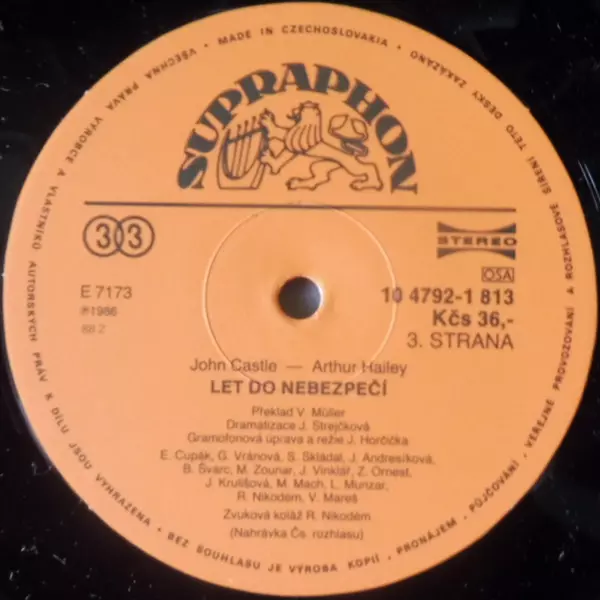 VŠECHNA PRÁVA VÝROBCE A VLASTNÍKŮ AUTORSKÝCH PRÁV K DÍLU JSOU VYHRAŽENA • BEZ SOUHLASU JE VÝROBA KOPIÍ, PRONÁJEM, PŮJČOVÁNÍ, VEŘEJNÉ PROVOZOVÁNÍ A ROZHLASOVÉ ŠÍŘENÍ TÉTO DESKY ZAKÁZÁNO • MADE IN CZECHOSLOVAKIA •
SUPRAPHON
33
STEREO
OSA
E 7173
10 4792-1 813
℗1986
Kčs 36,-
88 Z
3. STRANA
John Castle — Arthur Hailey
LET DO NEBEZPEČÍ
Překlad V. Müller
Dramatizace J. Strejčková
Gramofonová úprava a režie J. Horčička
E. Cupák, G. Vránová, S. Skládal, J. Andresíková,
B. Švarc, M. Zounar, J. Vinklář, Z. Ornest,
J. Krulišová, M. Mach, L. Munzar,
R. Nikodém, V. Mareš
Zvuková koláž R. Nikodém
(Nahrávka Čs. rozhlasu)